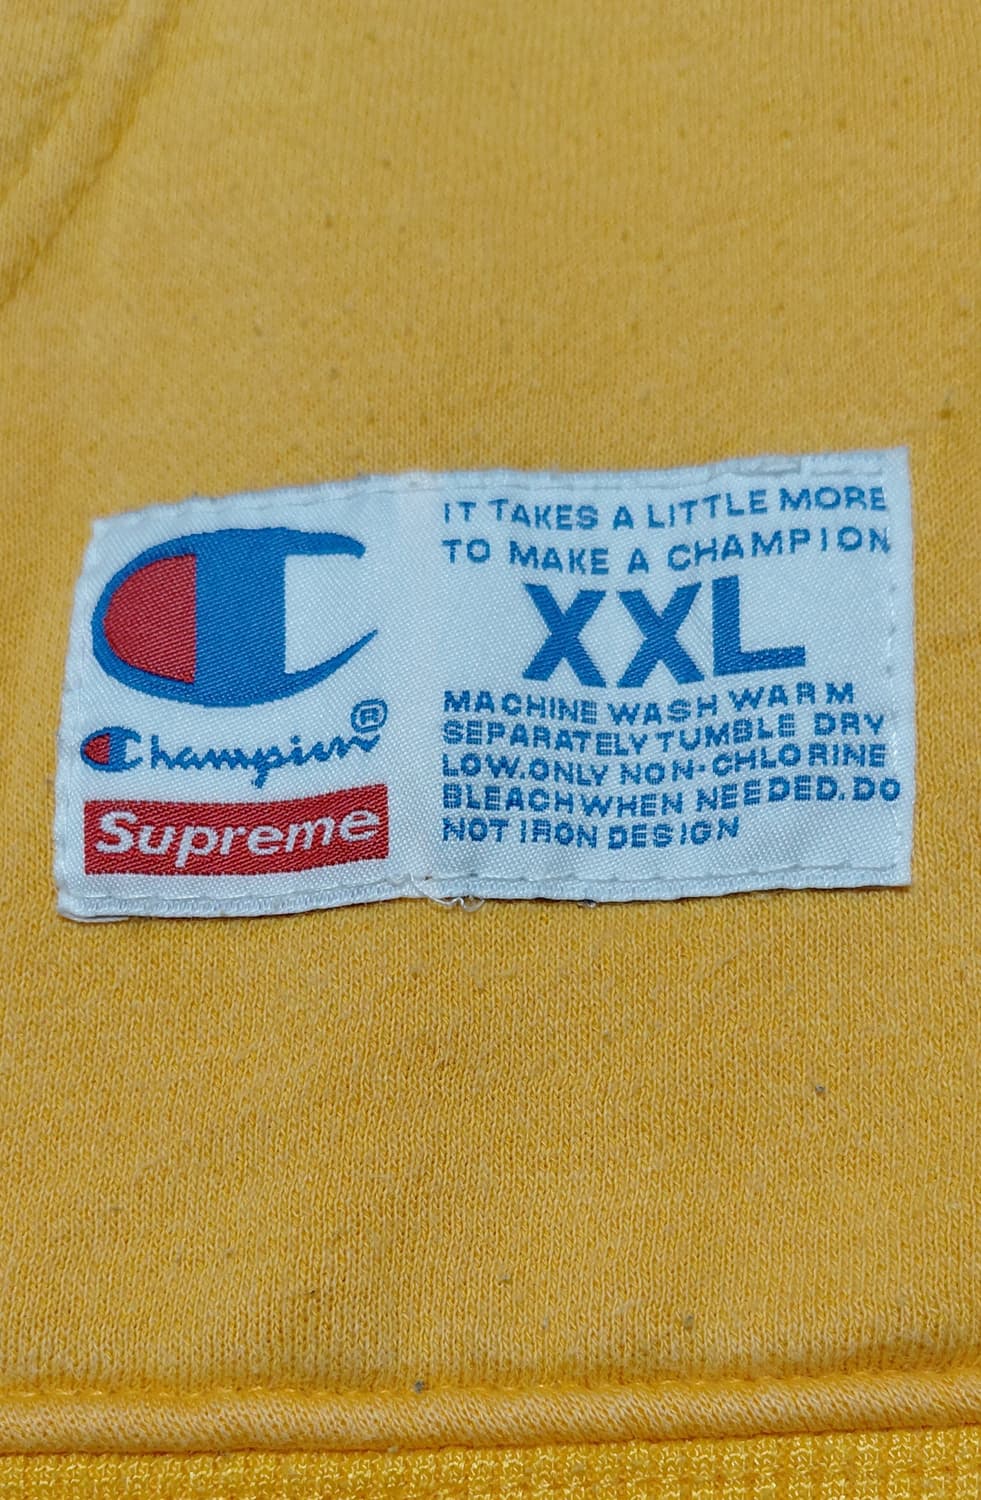 Champion®
Supreme
IT TAKES A LITTLE MORE
TO MAKE A CHAMPION
XXL
MACHINE WASH WARM
SEPARATELY TUMBLE DRY
LOW.ONLY NON-CHLORINE
BLEACH WHEN NEEDED.DO
NOT IRON DESIGN